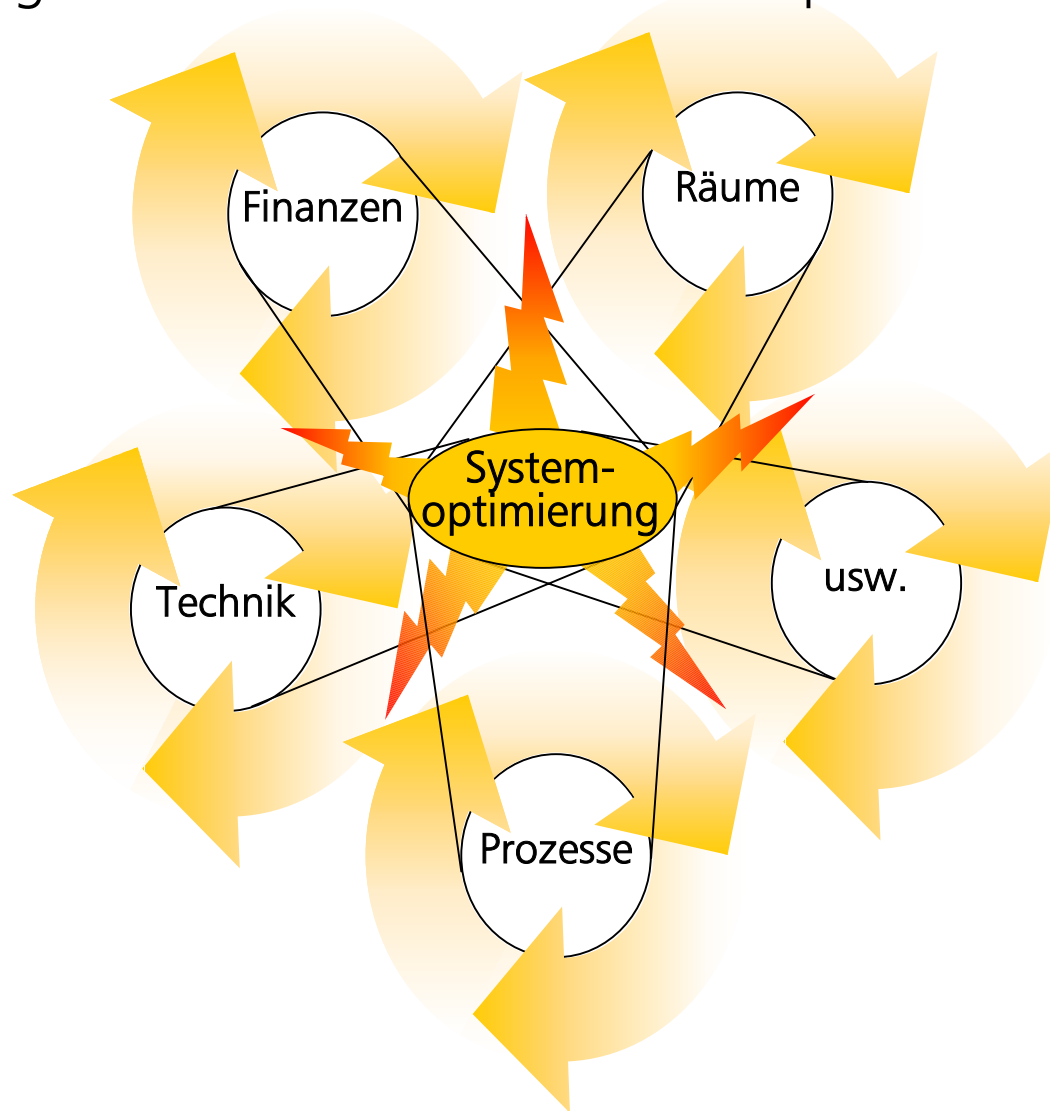 Finanzen
Räume
System-
optimierung
Technik
usw.
Prozesse